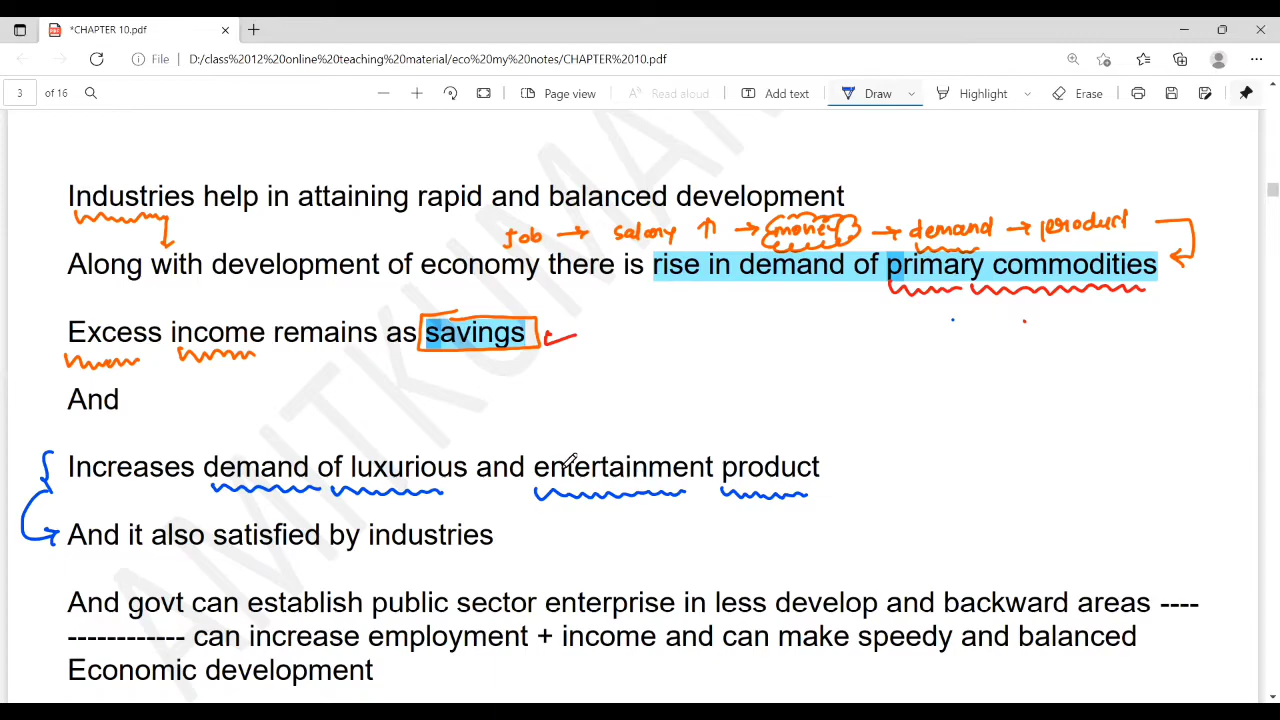 *CHAPTER 10.pdf
File D:/class%2012%20online%20teaching%20material/eco%20my%20notes/CHAPTER%2010.pdf
3 of 16 Page view Read aloud Add text Draw Highlight Erase
AMTKUMAR
Industries help in attaining rapid and balanced development
Job → salary ↑ → money → demand → product
Along with development of economy there is rise in demand of primary commodities
Excess income remains as savings
And
Increases demand of luxurious and entertainment product
And it also satisfied by industries
And govt can establish public sector enterprise in less develop and backward areas ----
-------------- can increase employment + income and can make speedy and balanced
Economic development